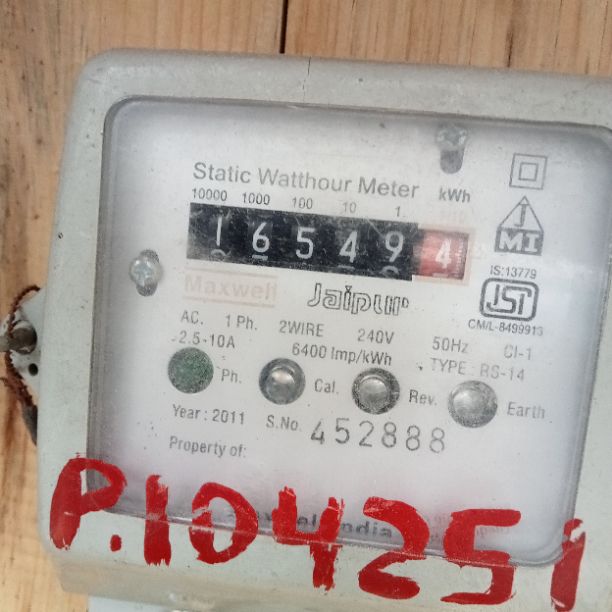 Static Watthour Meter kWh
10000 1000 100 10 1
1 6 5 4 9 4
J
MI
IS:13779
Maxwell Jaipur
ISI
CM/L-8499913
AC. 1 Ph. 2WIRE 240V 50Hz Cl-1
2.5-10A 6400 Imp/kWh TYPE : RS-14
Ph. Cal. Rev. Earth
Year : 2011 S.No. 452888
Property of:
India
P.104251